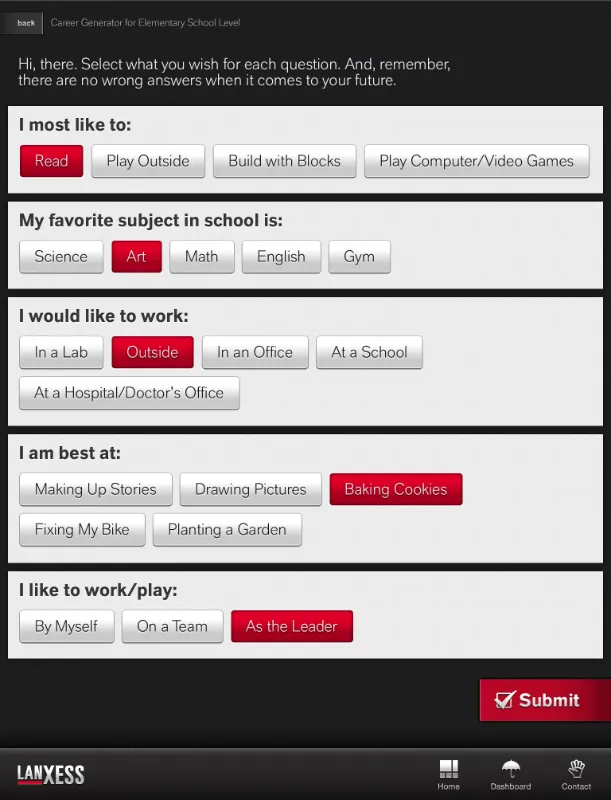 back Career Generator for Elementary School Level
Hi, there. Select what you wish for each question. And, remember,
there are no wrong answers when it comes to your future.
I most like to:
Read Play Outside Build with Blocks Play Computer/Video Games
My favorite subject in school is:
Science Art Math English Gym
I would like to work:
In a Lab Outside In an Office At a School
At a Hospital/Doctor's Office
I am best at:
Making Up Stories Drawing Pictures Baking Cookies
Fixing My Bike Planting a Garden
I like to work/play:
By Myself On a Team As the Leader
Submit
LANXESS Home Dashboard Contact